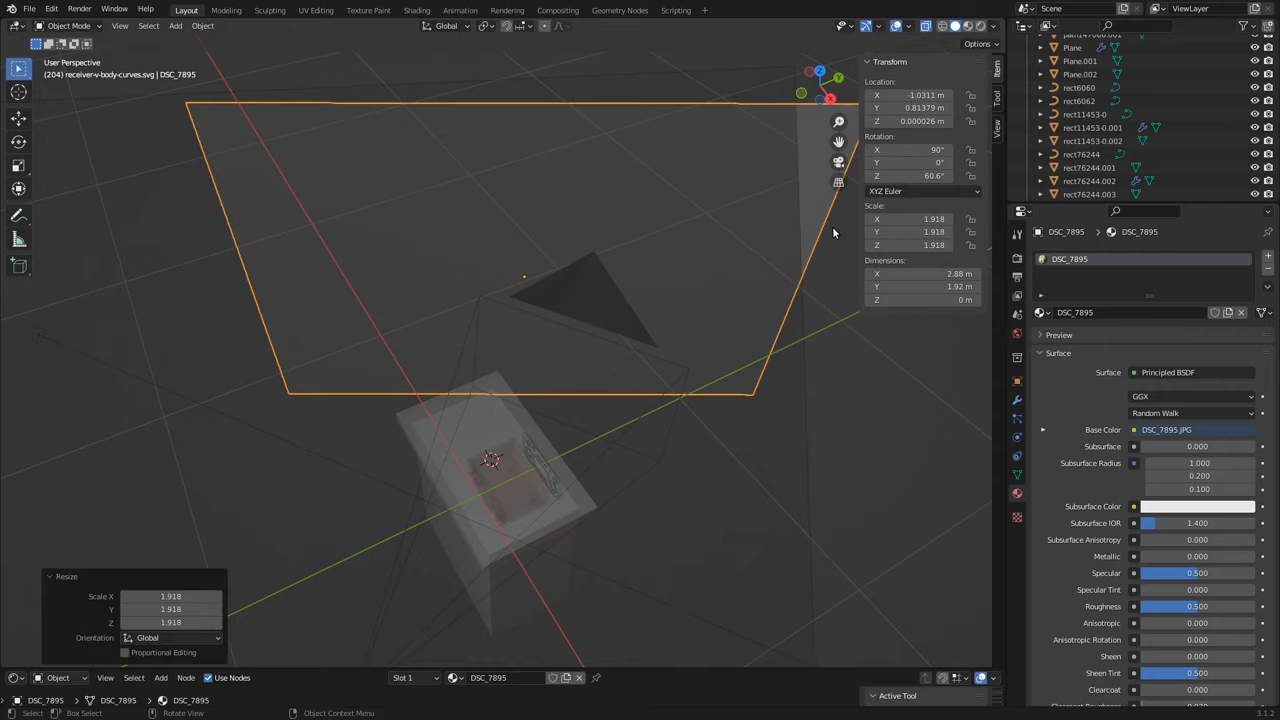 File Edit Render Window Help Layout Modeling Sculpting UV Editing Texture Paint Shading Animation Rendering Compositing Geometry Nodes Scripting + Scene ViewLayer
Object Mode View Select Add Object Global
Options
User Perspective
(204) receiver-v-body-curves.svg | DSC_7895
Transform
Location:
X -1.0311 m
Y 0.81379 m
Z 0.000026 m
Rotation:
X 90°
Y 0°
Z 60.6°
XYZ Euler
Scale:
X 1.918
Y 1.918
Z 1.918
Dimensions:
X 2.88 m
Y 1.92 m
Z 0 m
Item
Tool
View
Z
Y
X
Plane
Plane.001
Plane.002
rect6060
rect6062
rect11453-0
rect11453-0.001
rect11453-0.002
rect76244
rect76244.001
rect76244.002
rect76244.003
DSC_7895 DSC_7895
DSC_7895
DSC_7895
Preview
Surface
Surface Principled BSDF
GGX
Random Walk
Base Color DSC_7895.JPG
Subsurface 0.000
Subsurface Radius 1.000
0.200
0.100
Subsurface Color
Subsurface IOR 1.400
Subsurface Anisotropy 0.000
Metallic 0.000
Specular 0.500
Specular Tint 0.000
Roughness 0.500
Anisotropic 0.000
Anisotropic Rotation 0.000
Sheen 0.000
Sheen Tint 0.500
Clearcoat 0.000
Resize
Scale X 1.918
Y 1.918
Z 1.918
Orientation Global
Proportional Editing
Object View Select Add Node Use Nodes Slot 1 DSC_7895
DSC_7895 DSC_7895 DSC_7895
Active Tool
Select Box Select Rotate View Object Context Menu 3.1.2